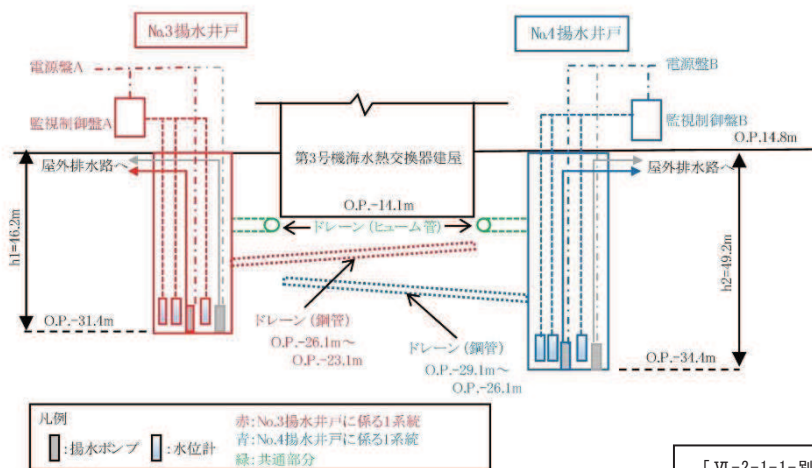 No.3揚水井戸
No.4揚水井戸
電源盤A
電源盤B
監視制御盤A
監視制御盤B
O.P.14.8m
第3号機海水熱交換器建屋
屋外排水路へ
屋外排水路へ
O.P.-14.1m
ドレーン(ヒューム管)
h1=46.2m
h2=49.2m
O.P.-31.4m
ドレーン(鋼管)
O.P.-26.1m～
O.P.-23.1m
ドレーン(鋼管)
O.P.-29.1m～
O.P.-26.1m
O.P.-34.4m
凡例
:揚水ポンプ :水位計
赤:No.3揚水井戸に係る1系統
青:No.4揚水井戸に係る1系統
緑:共通部分